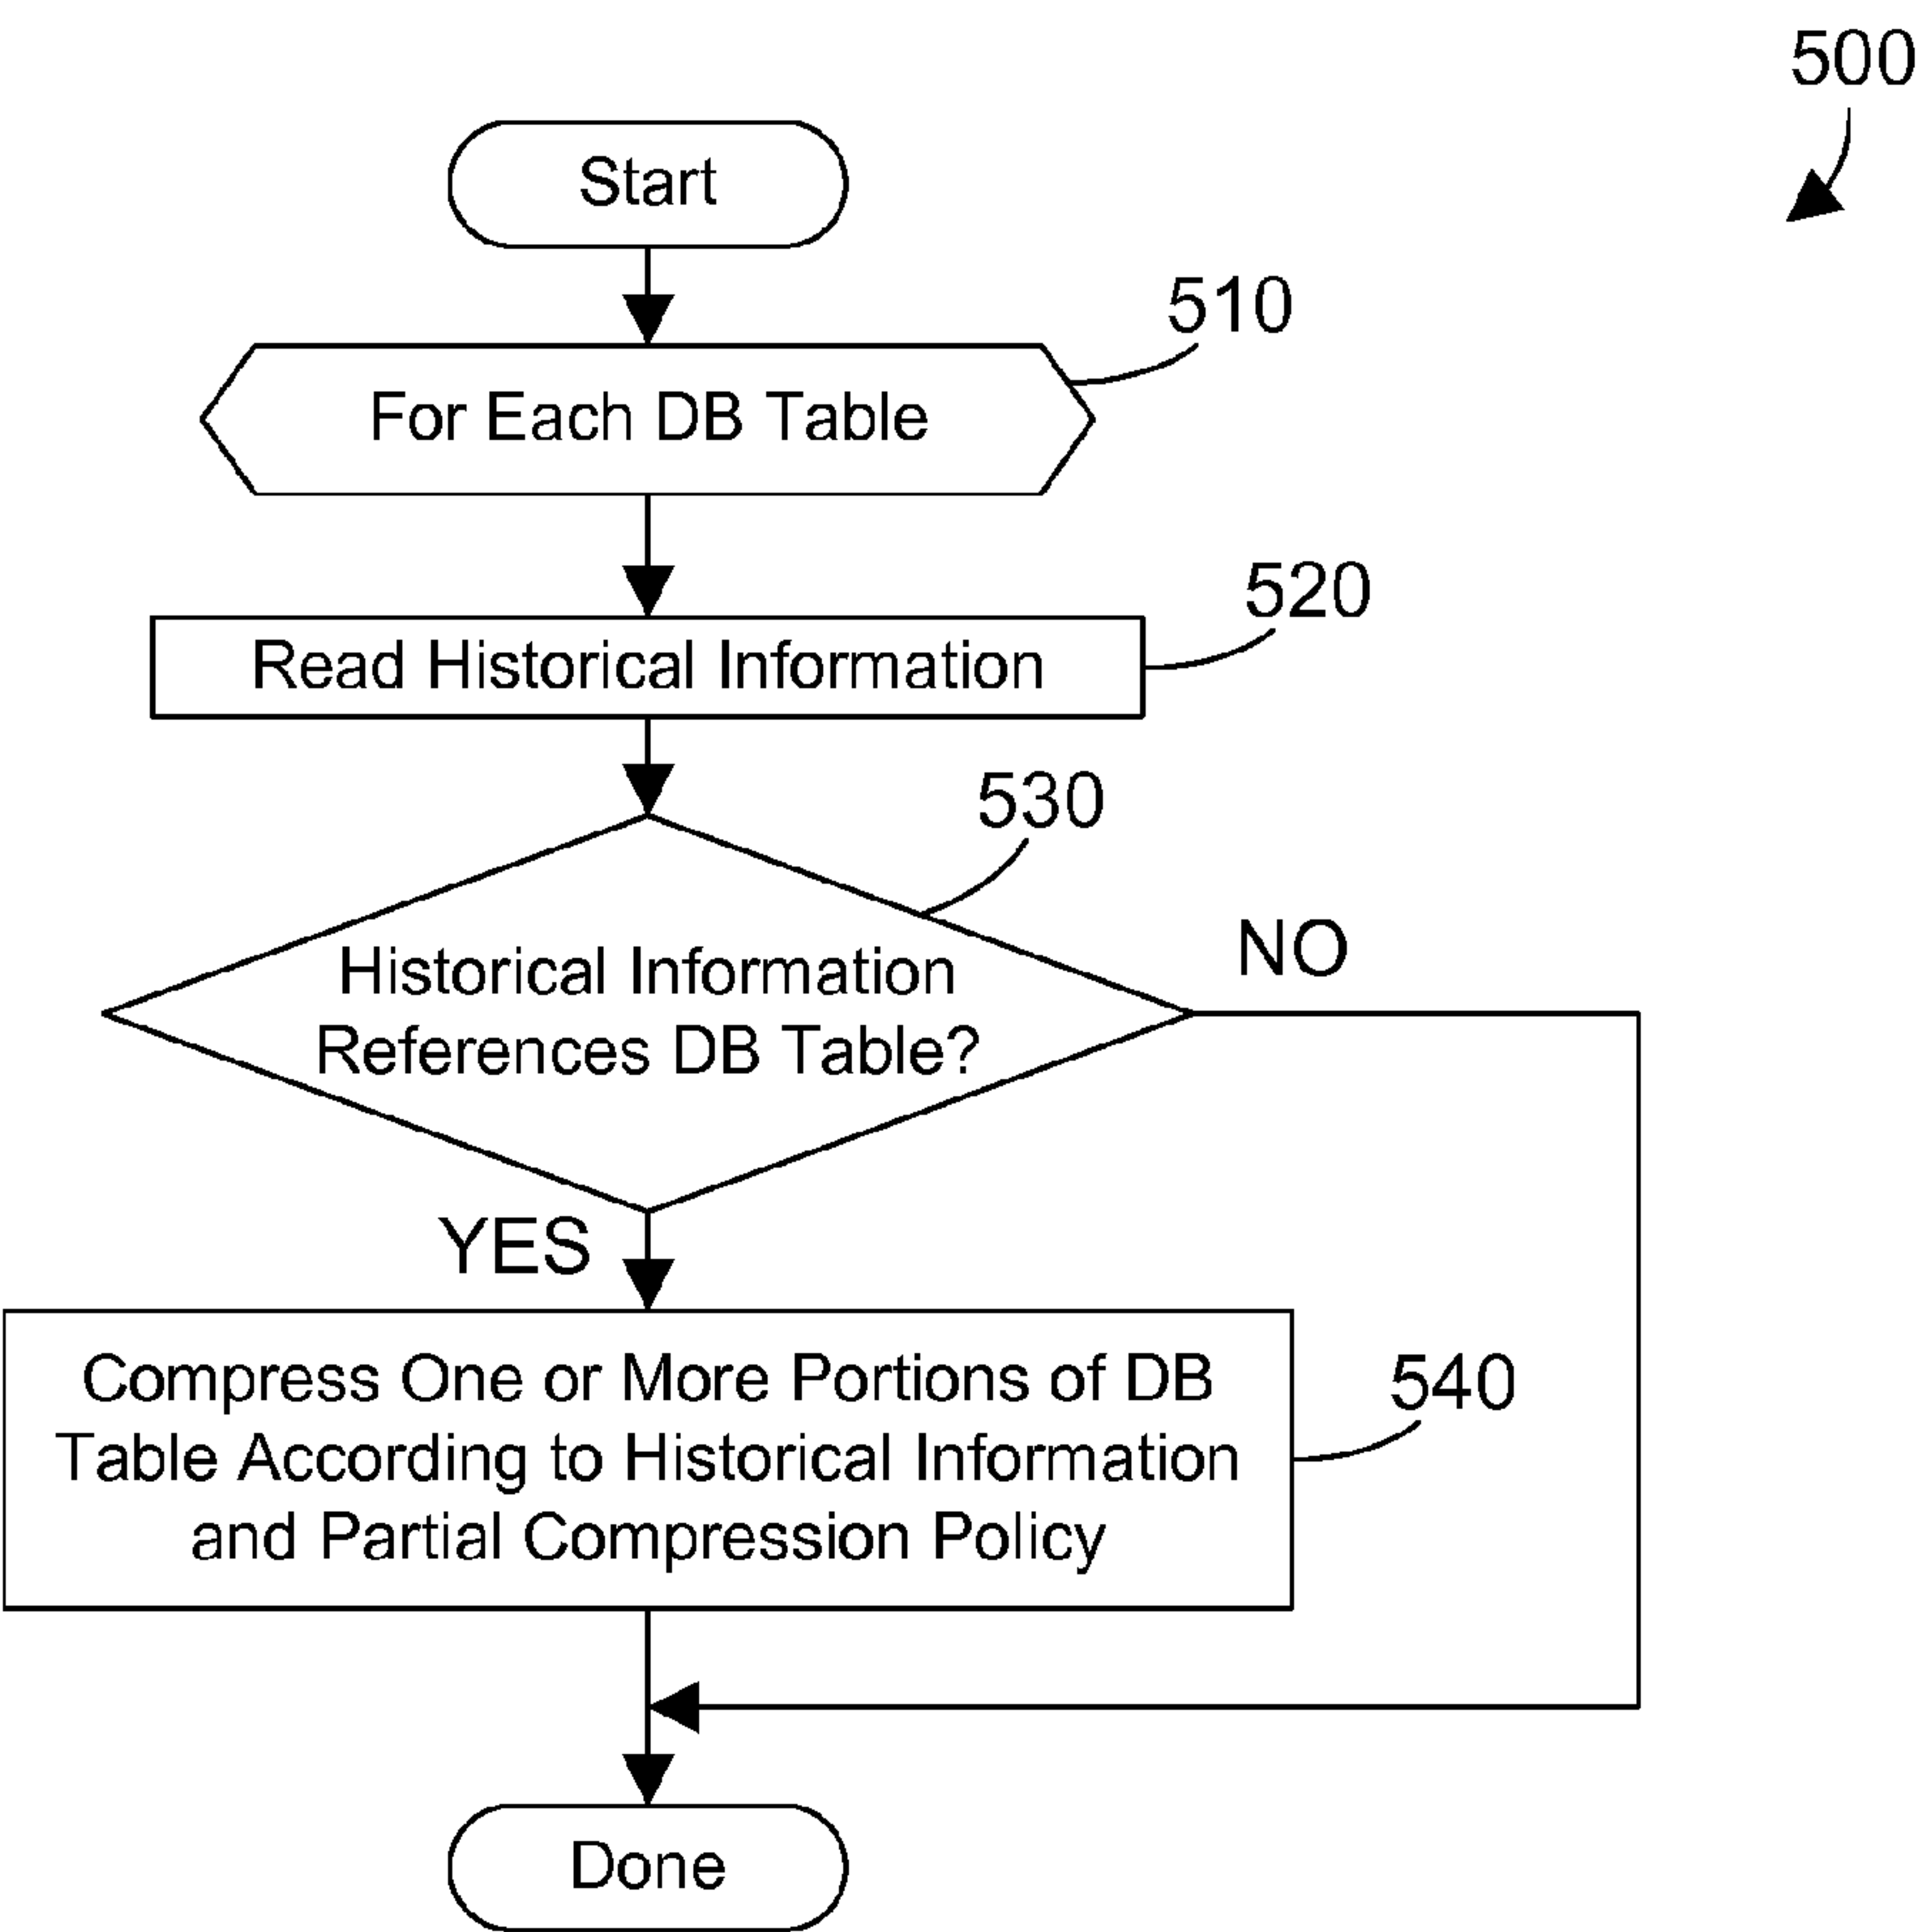 500
Start
510
For Each DB Table
520
Read Historical Information
530
Historical Information
References DB Table?
NO
YES
Compress One or More Portions of DB
Table According to Historical Information
and Partial Compression Policy
540
Done